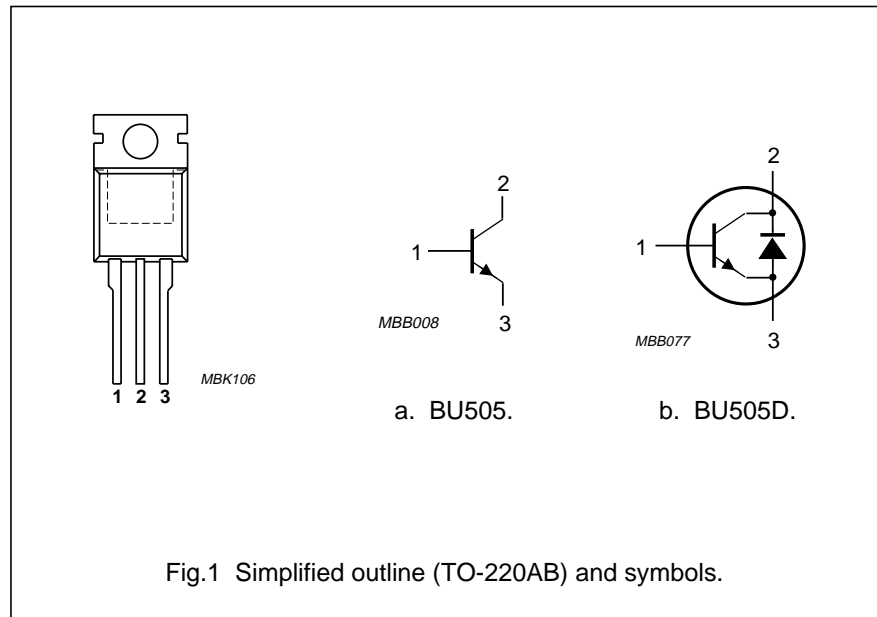 MBK106
1 2 3
2
1
MBB008
3
a. BU505.
2
1
MBB077
3
b. BU505D.
Fig.1 Simplified outline (TO-220AB) and symbols.